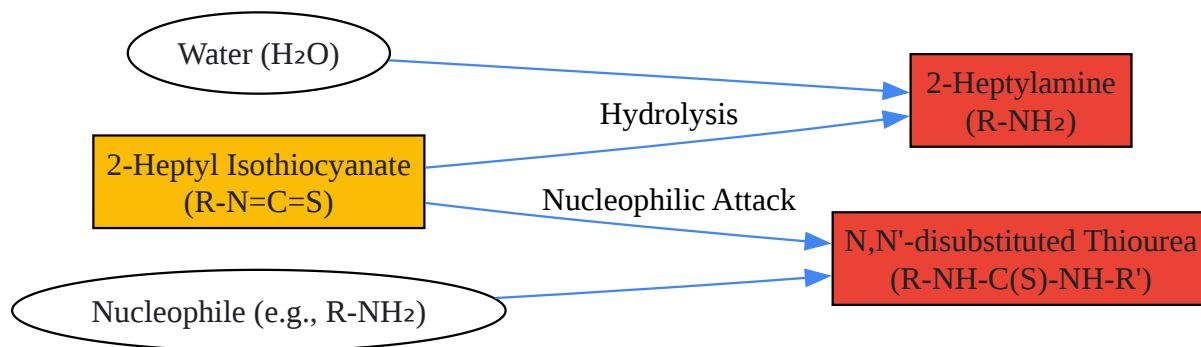 Water (H₂O)
2-Heptyl Isothiocyanate
(R-N=C=S)
Nucleophile (e.g., R-NH₂)
Hydrolysis
Nucleophilic Attack
2-Heptylamine
(R-NH₂)
N,N'-disubstituted Thiourea
(R-NH-C(S)-NH-R')